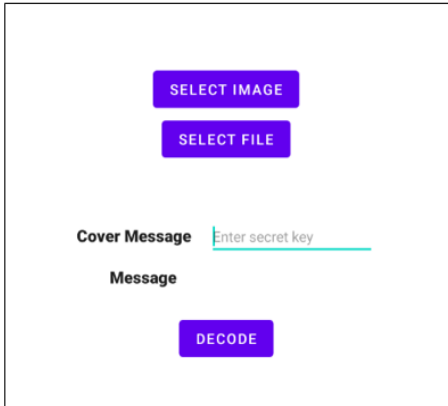 SELECT IMAGE
SELECT FILE
Cover Message Enter secret key
Message
DECODE